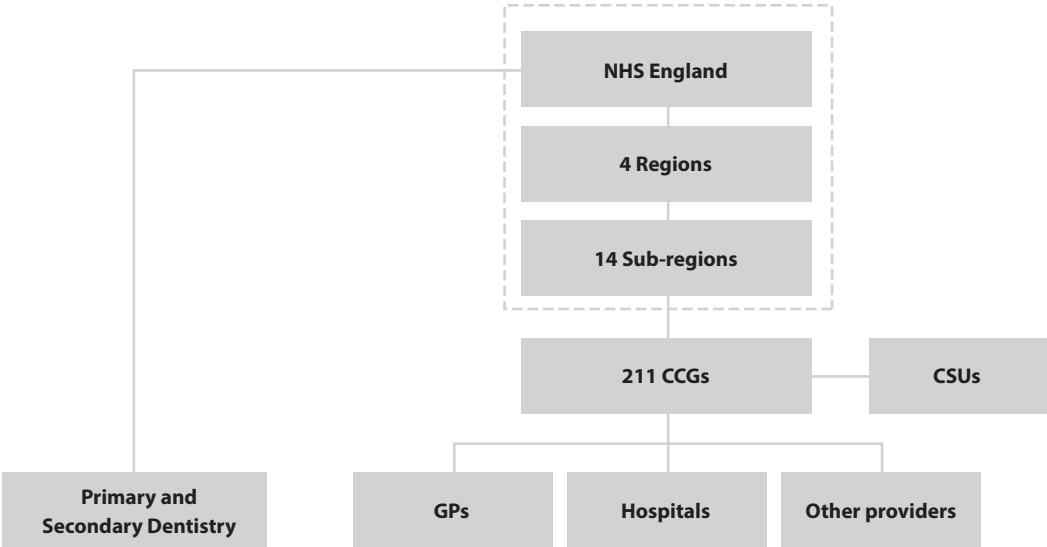 NHS England
4 Regions
14 Sub-regions
211 CCGs
CSUs
Primary and
Secondary Dentistry
GPs
Hospitals
Other providers